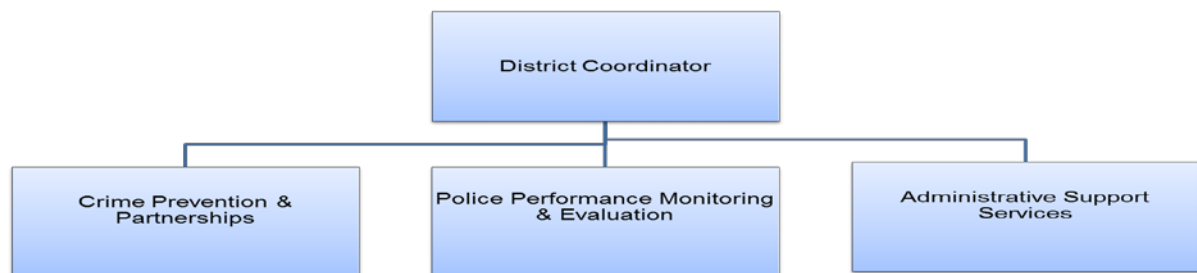 District Coordinator
Crime Prevention &
Partnerships
Police Performance Monitoring
& Evaluation
Administrative Support
Services